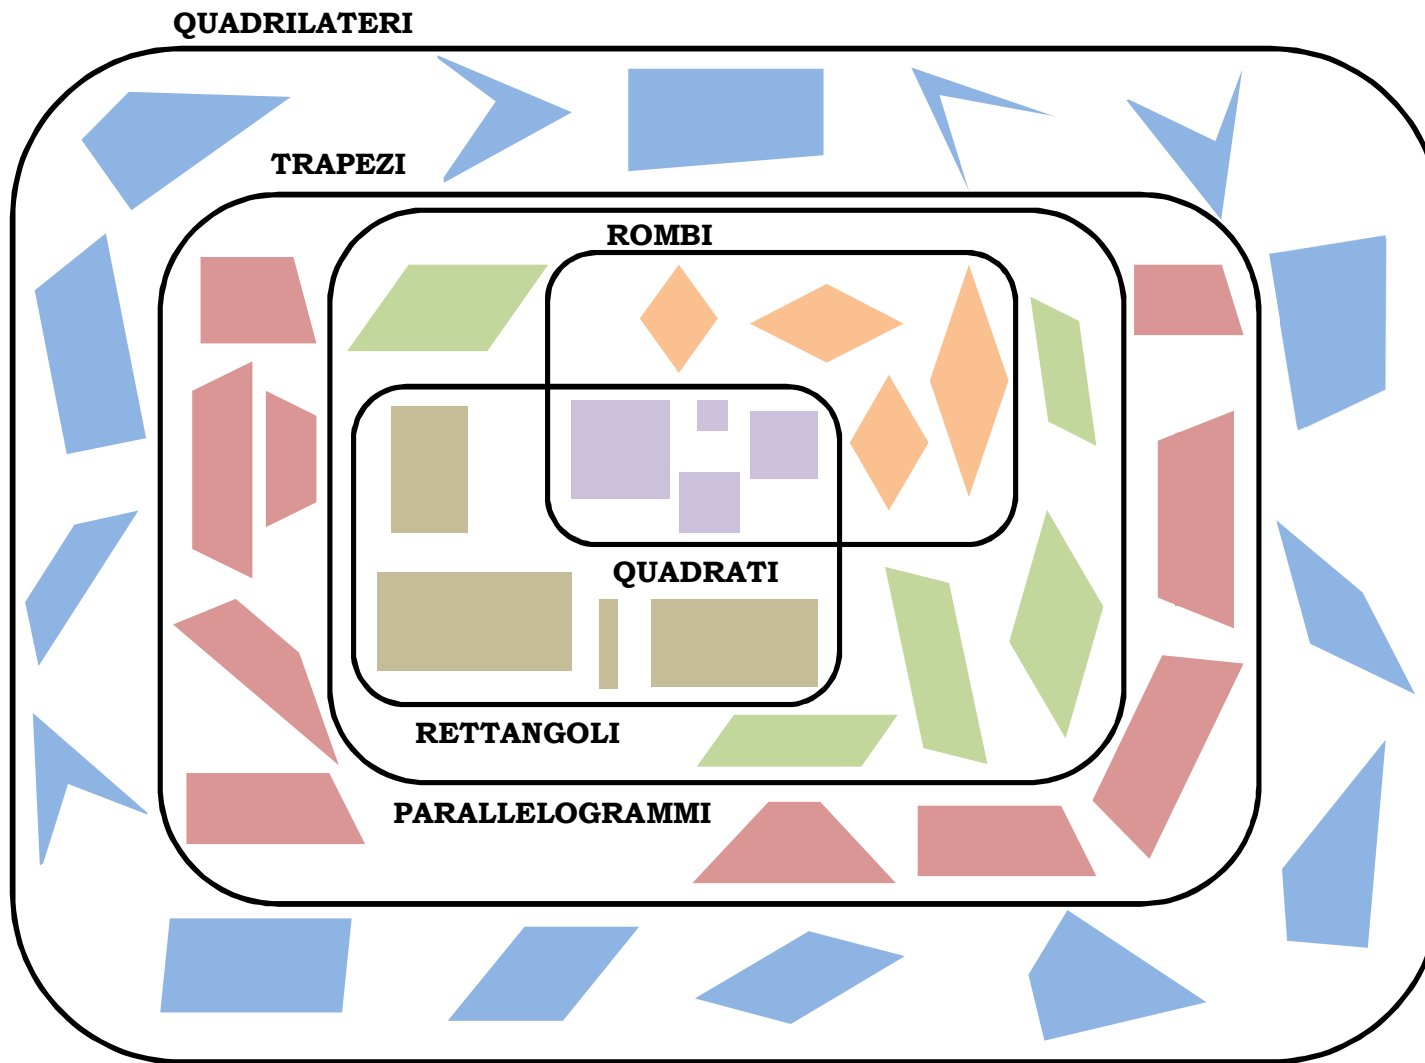 QUADRILATERI
TRAPEZI
ROMBI
QUADRATI
RETTANGOLI
PARALLELOGRAMMI